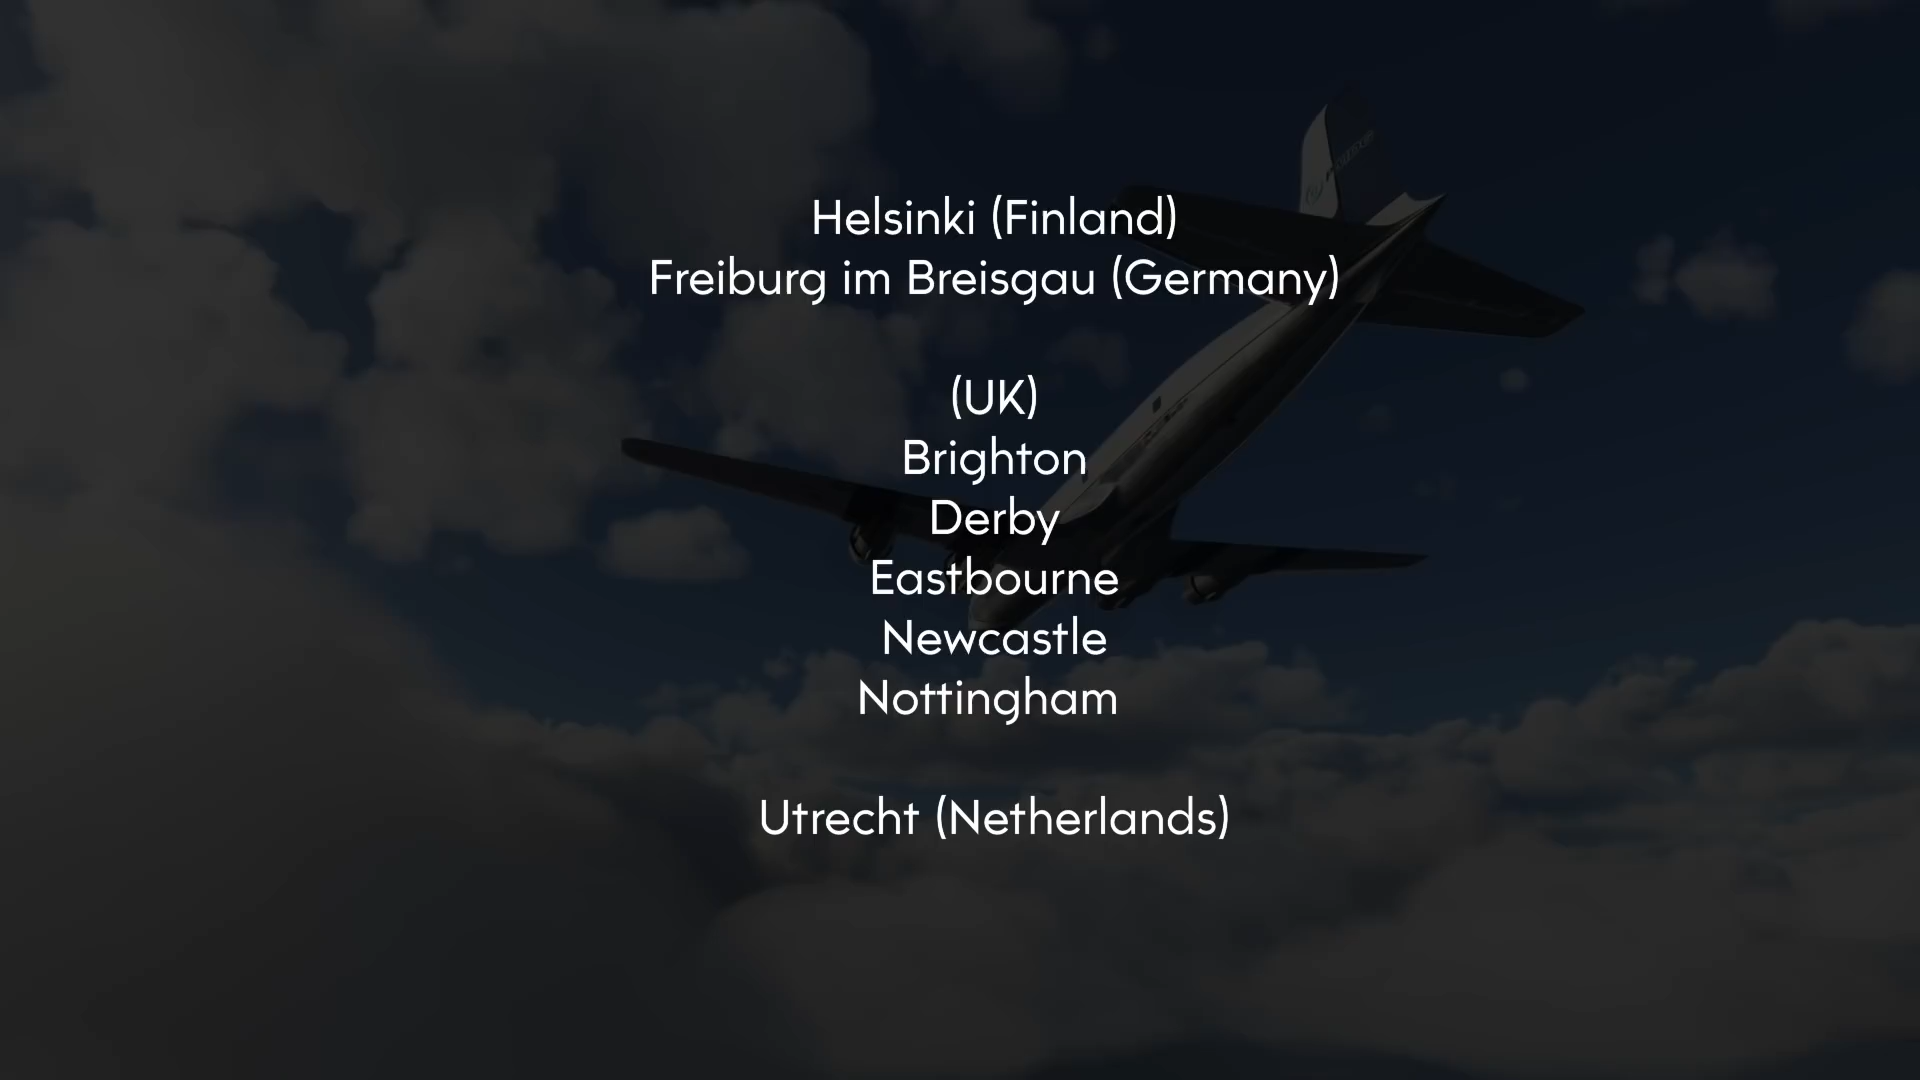 Helsinki (Finland)
Freiburg im Breisgau (Germany)
(UK)
Brighton
Derby
Eastbourne
Newcastle
Nottingham
Utrecht (Netherlands)